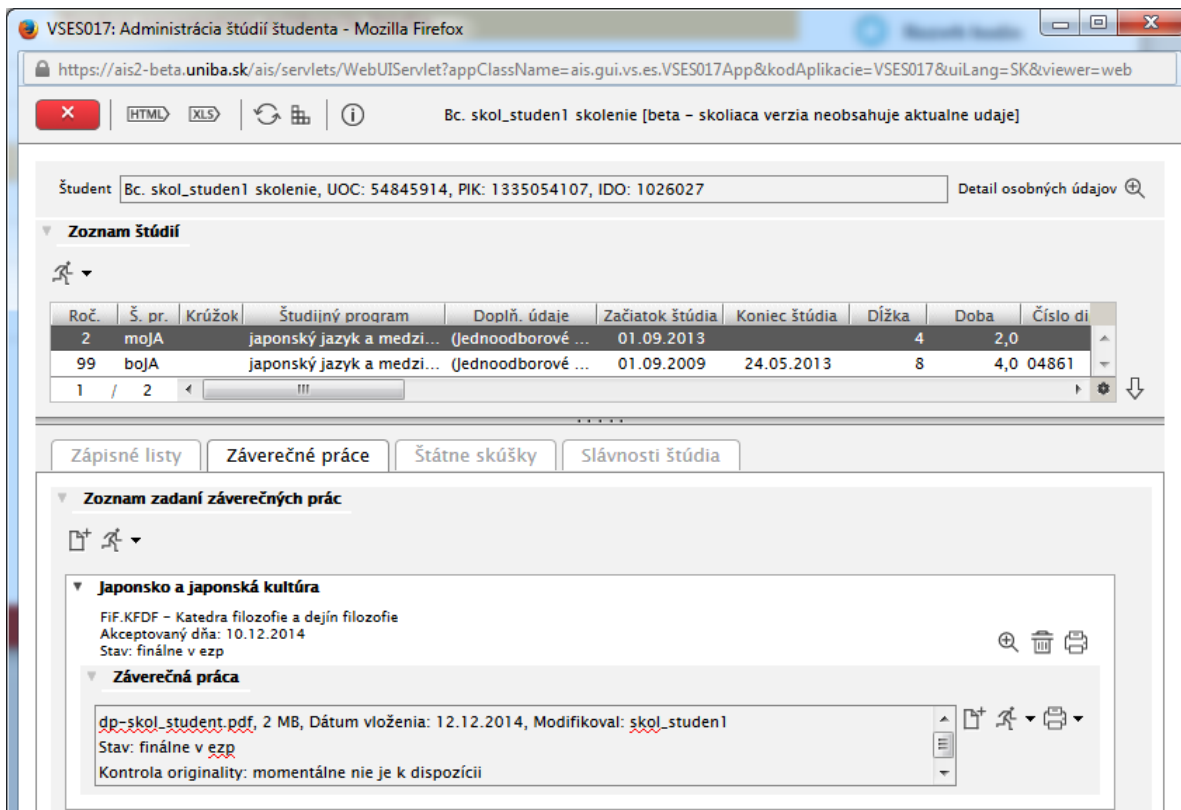 VSES017: Administrácia štúdií študenta - Mozilla Firefox
https://ais2-beta.uniba.sk/ais/servlets/WebUIServlet?appClassName=ais.gui.vs.es.VSES017App&kodAplikacie=VSES017&uiLang=SK&viewer=web
HTML XLS Bc. skol_studen1 skolenie [beta - skoliaca verzia neobsahuje aktualne udaje]
Študent Bc. skol_studen1 skolenie, UOC: 54845914, PIK: 1335054107, IDO: 1026027 Detail osobných údajov
Zoznam štúdií
Roč. Š. pr. Krúžok Študijný program Doplň. údaje Začiatok štúdia Koniec štúdia Dĺžka Doba Číslo di
2 moJA japonský jazyk a medzi... (Jednoodborové ... 01.09.2013 4 2,0
99 boJA japonský jazyk a medzi... (Jednoodborové ... 01.09.2009 24.05.2013 8 4,0 04861
1 / 2
Zápisné listy Záverečné práce Štátne skúšky Slávnosti štúdia
Zoznam zadaní záverečných prác
Japonsko a japonská kultúra
FiF.KFDF - Katedra filozofie a dejín filozofie
Akceptovaný dňa: 10.12.2014
Stav: finálne v ezp
Záverečná práca
dp-skol_student.pdf, 2 MB, Dátum vloženia: 12.12.2014, Modifikoval: skol_studen1
Stav: finálne v ezp
Kontrola originality: momentálne nie je k dispozícii